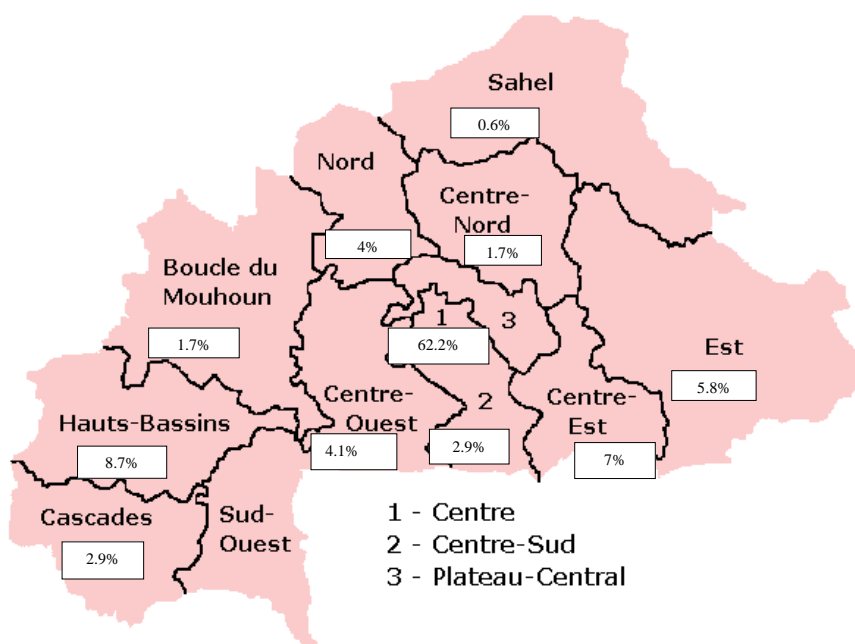 Sahel
0.6%
Nord
4%
Centre-
Nord
1.7%
Boucle du
Mouhoun
1.7%
1
62.2%
3
Est
5.8%
Centre-
Ouest
4.1%
2
2.9%
Centre-
Est
7%
Hauts-Bassins
8.7%
Cascades
2.9%
Sud-
Ouest
1 - Centre
2 - Centre-Sud
3 - Plateau-Central